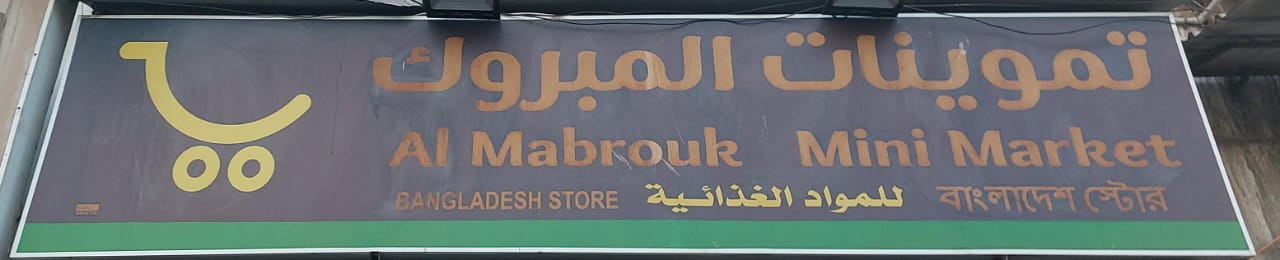 تموينات المبروك
Al Mabrouk Mini Market
BANGLADESH STORE للمواد الغذائية বাংলাদেশ স্টোর